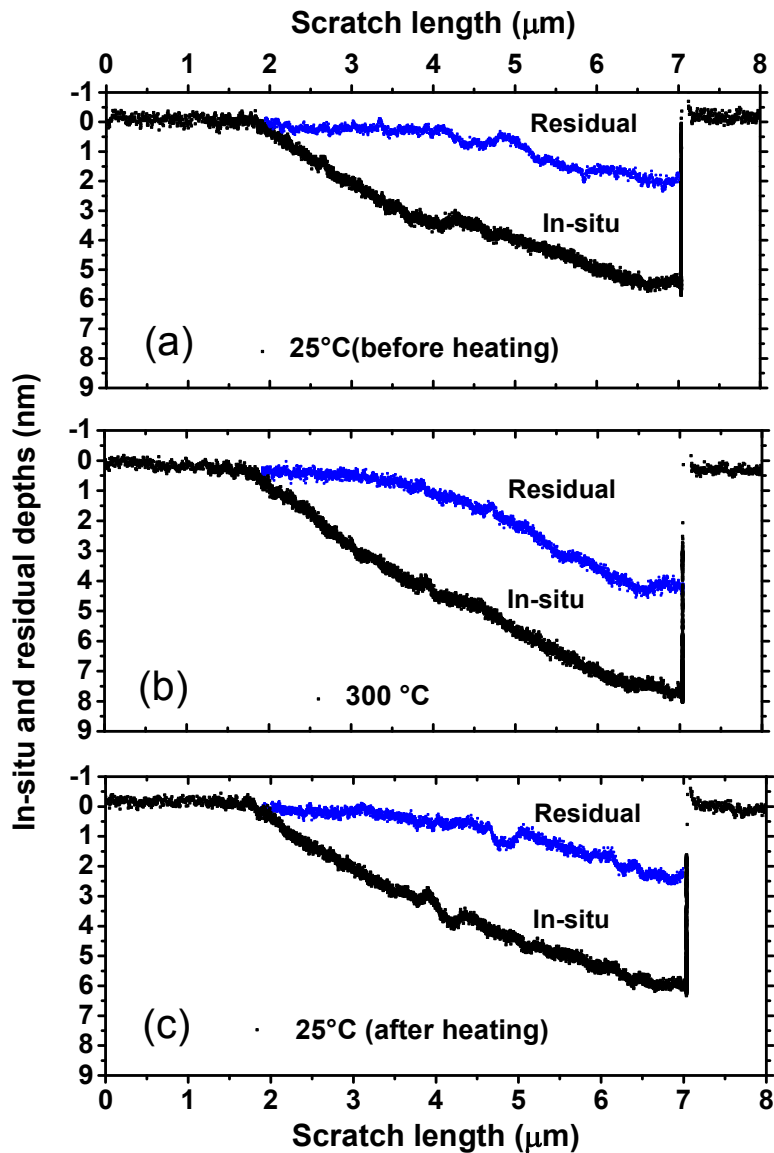 Scratch length (μm)
0 1 2 3 4 5 6 7 8
In-situ and residual depths (nm)
-1
0
1
2
3
4
5
6
7
8
9
Residual
In-situ
(a)
25°C(before heating)
-1
0
1
2
3
4
5
6
7
8
9
Residual
In-situ
(b)
300 °C
-1
0
1
2
3
4
5
6
7
8
9
Residual
In-situ
(c)
25°C (after heating)
0 1 2 3 4 5 6 7 8
Scratch length (μm)